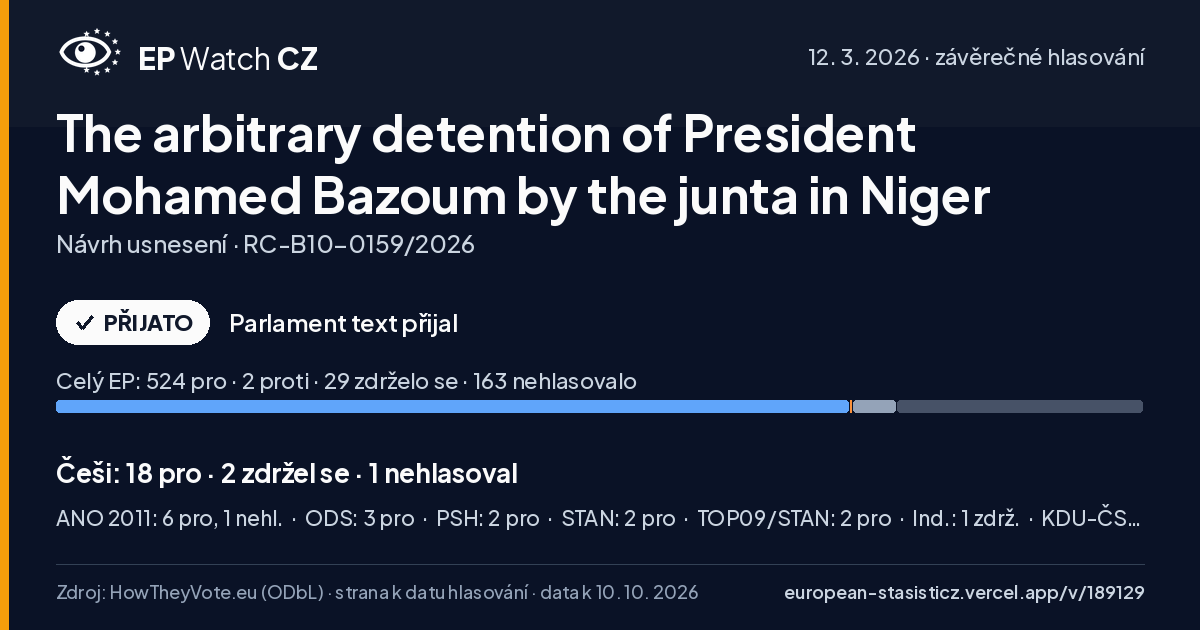 EP Watch CZ
12. 3. 2026 · závěrečné hlasování
The arbitrary detention of President
Mohamed Bazoum by the junta in Niger
Návrh usnesení · RC-B10-0159/2026
✓ PŘIJATO
Parlament text přijal
Celý EP: 524 pro · 2 proti · 29 zdrželo se · 163 nehlasovalo
Češi: 18 pro · 2 zdržel se · 1 nehlasoval
ANO 2011: 6 pro, 1 nehl. · ODS: 3 pro · PSH: 2 pro · STAN: 2 pro · TOP09/STAN: 2 pro · Ind.: 1 zdrž. · KDU-ČS…
Zdroj: HowTheyVote.eu (ODbL) · strana k datu hlasování · data k 10. 10. 2026
european-stasisticz.vercel.app/v/189129